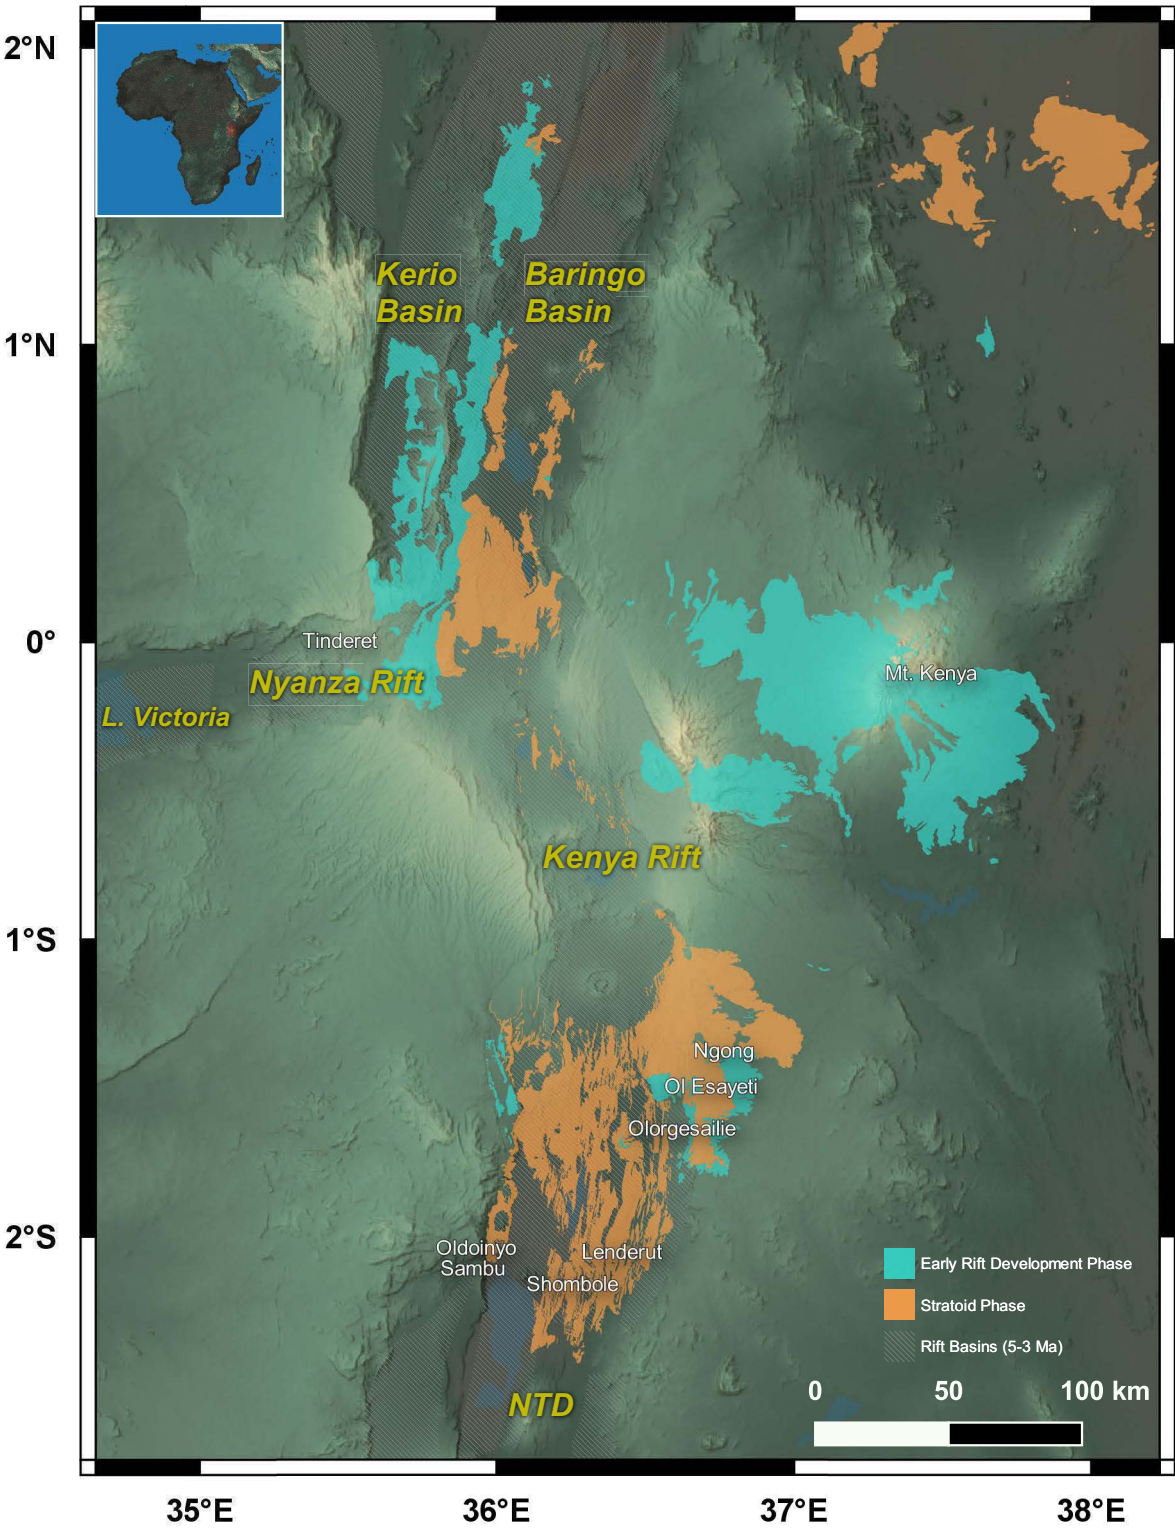 2°N
Kerio
Basin
Baringo
Basin
1°N
0°
Tinderet
Nyanza Rift
Mt. Kenya
L. Victoria
Kenya Rift
1°S
Ngong
Ol Esayeti
Olorgesailie
2°S
Oldoinyo
Sambu
Lenderut
Shombole
Early Rift Development Phase
Stratoid Phase
Rift Basins (5-3 Ma)
0 50 100 km
NTD
35°E 36°E 37°E 38°E